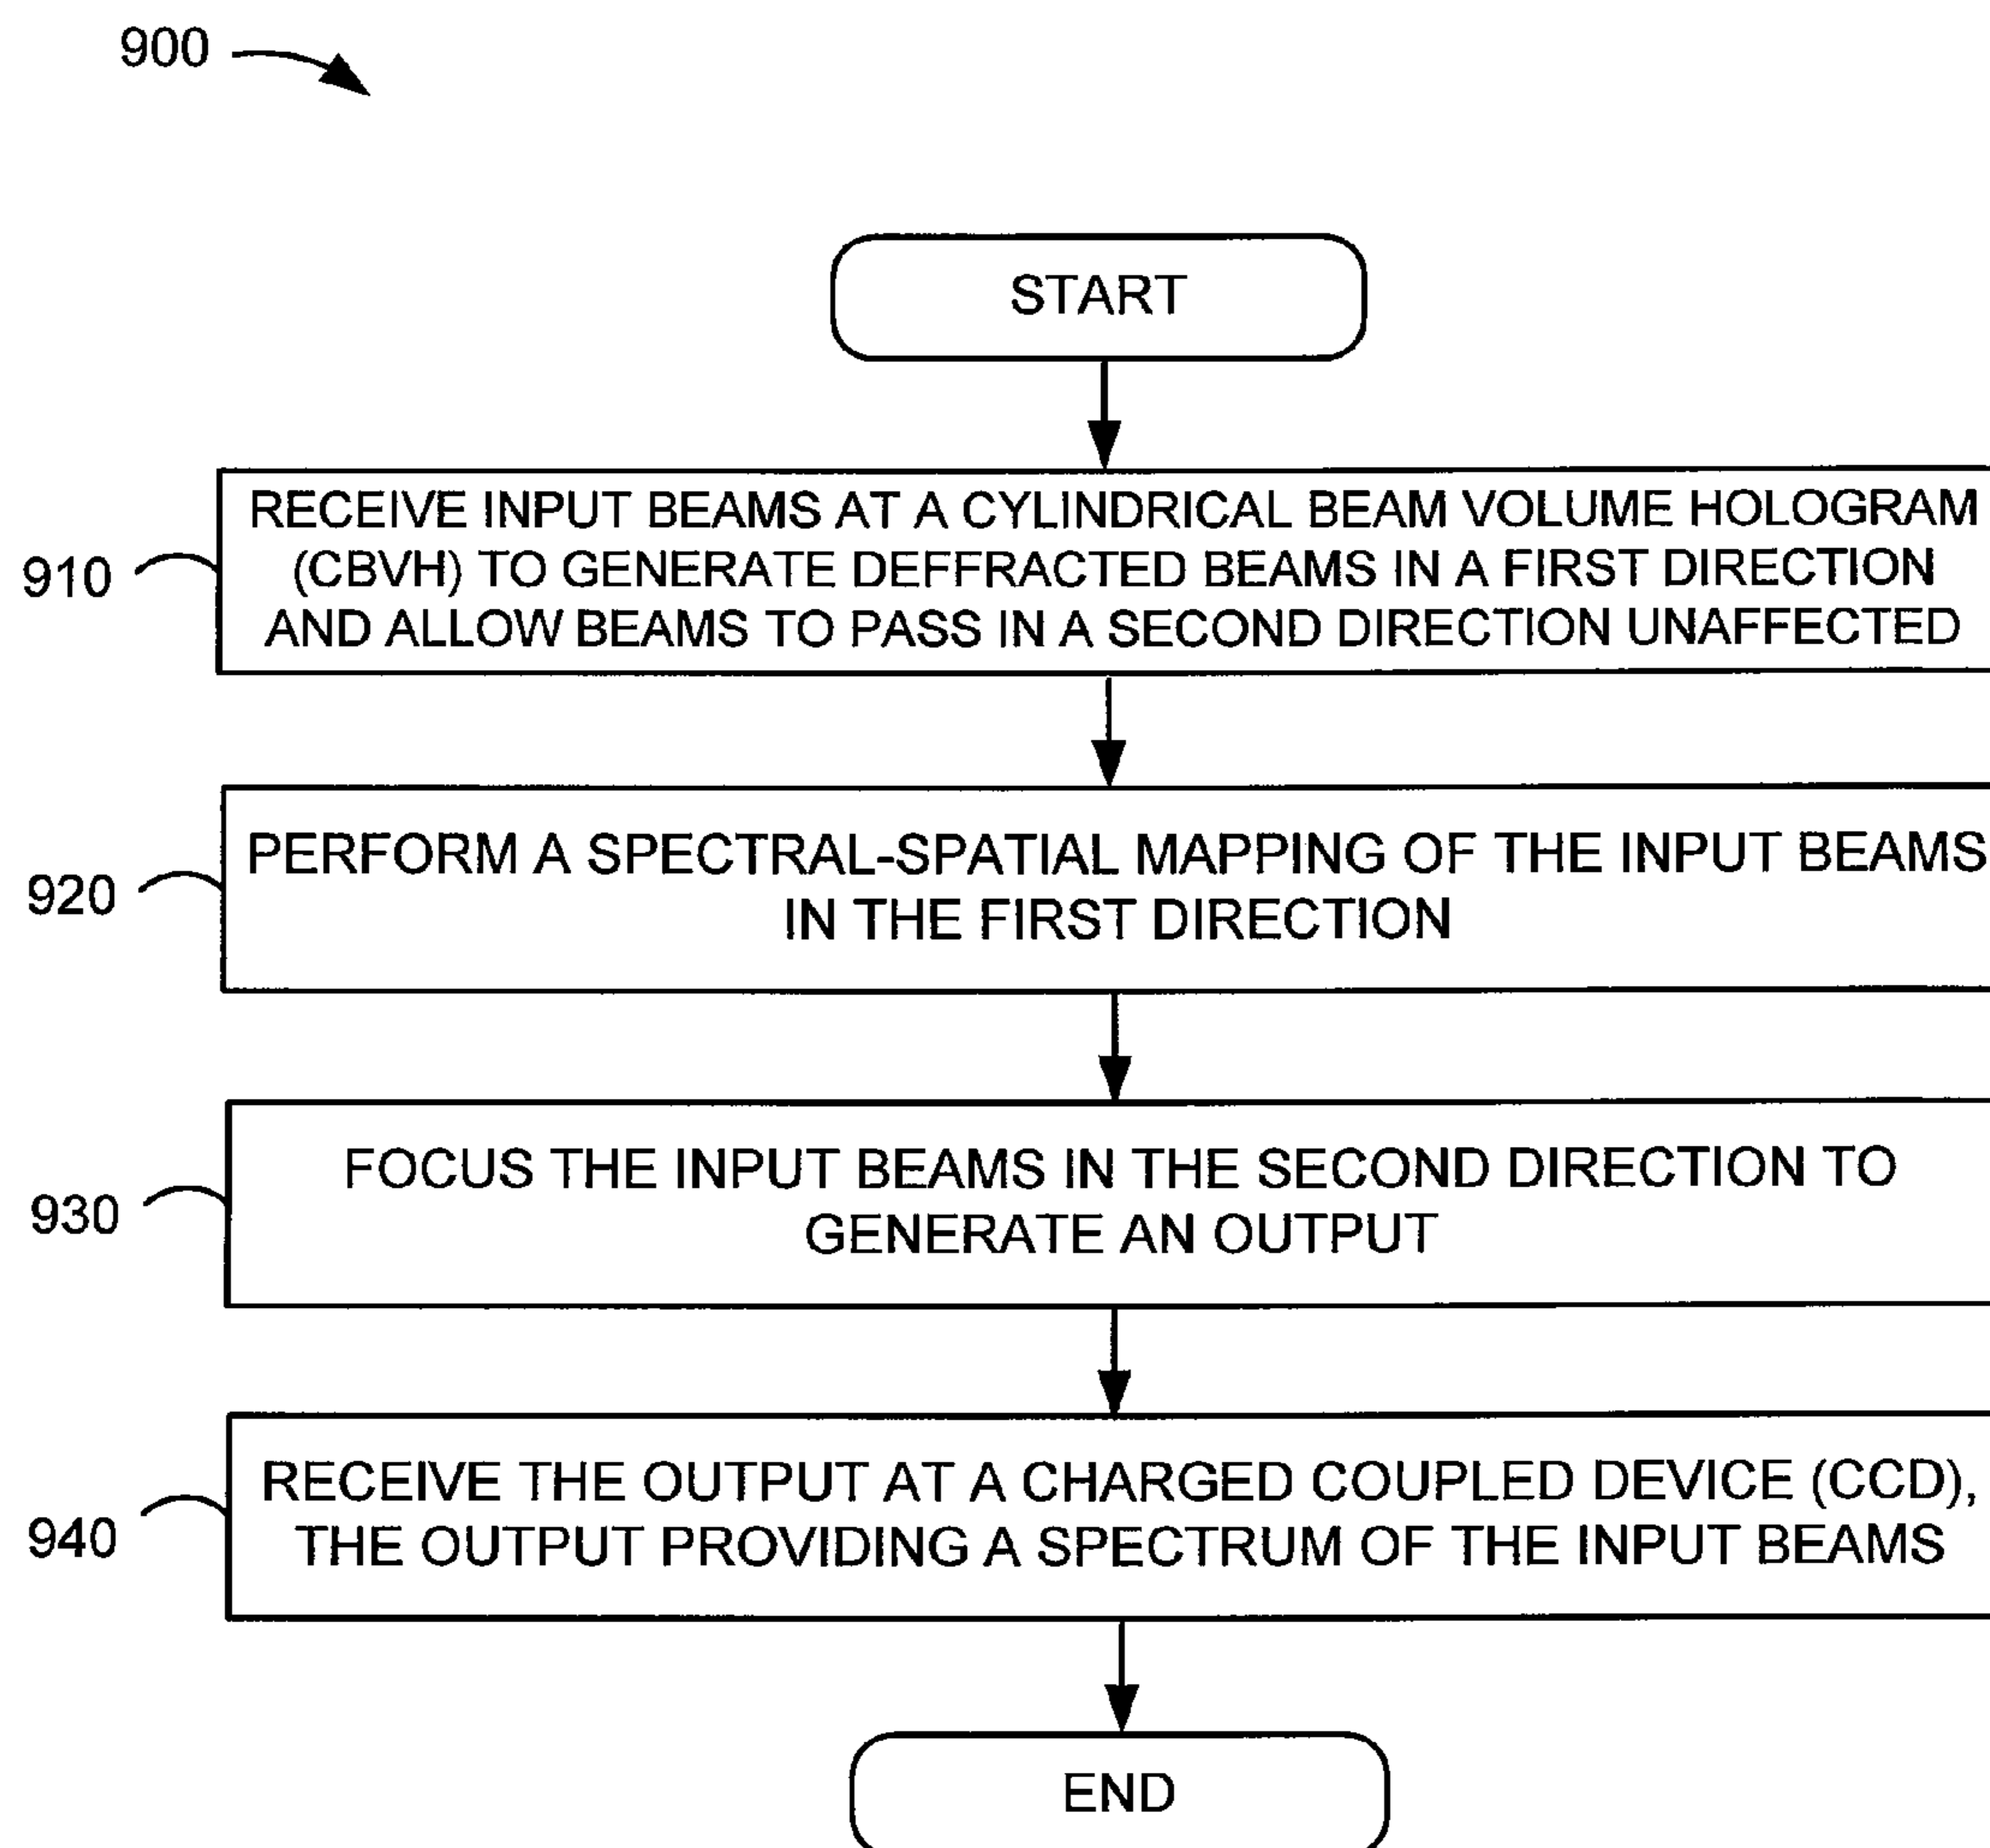 900
START
910
RECEIVE INPUT BEAMS AT A CYLINDRICAL BEAM VOLUME HOLOGRAM
(CBVH) TO GENERATE DEFFRACTED BEAMS IN A FIRST DIRECTION
AND ALLOW BEAMS TO PASS IN A SECOND DIRECTION UNAFFECTED
920
PERFORM A SPECTRAL-SPATIAL MAPPING OF THE INPUT BEAMS
IN THE FIRST DIRECTION
930
FOCUS THE INPUT BEAMS IN THE SECOND DIRECTION TO
GENERATE AN OUTPUT
940
RECEIVE THE OUTPUT AT A CHARGED COUPLED DEVICE (CCD),
THE OUTPUT PROVIDING A SPECTRUM OF THE INPUT BEAMS
END